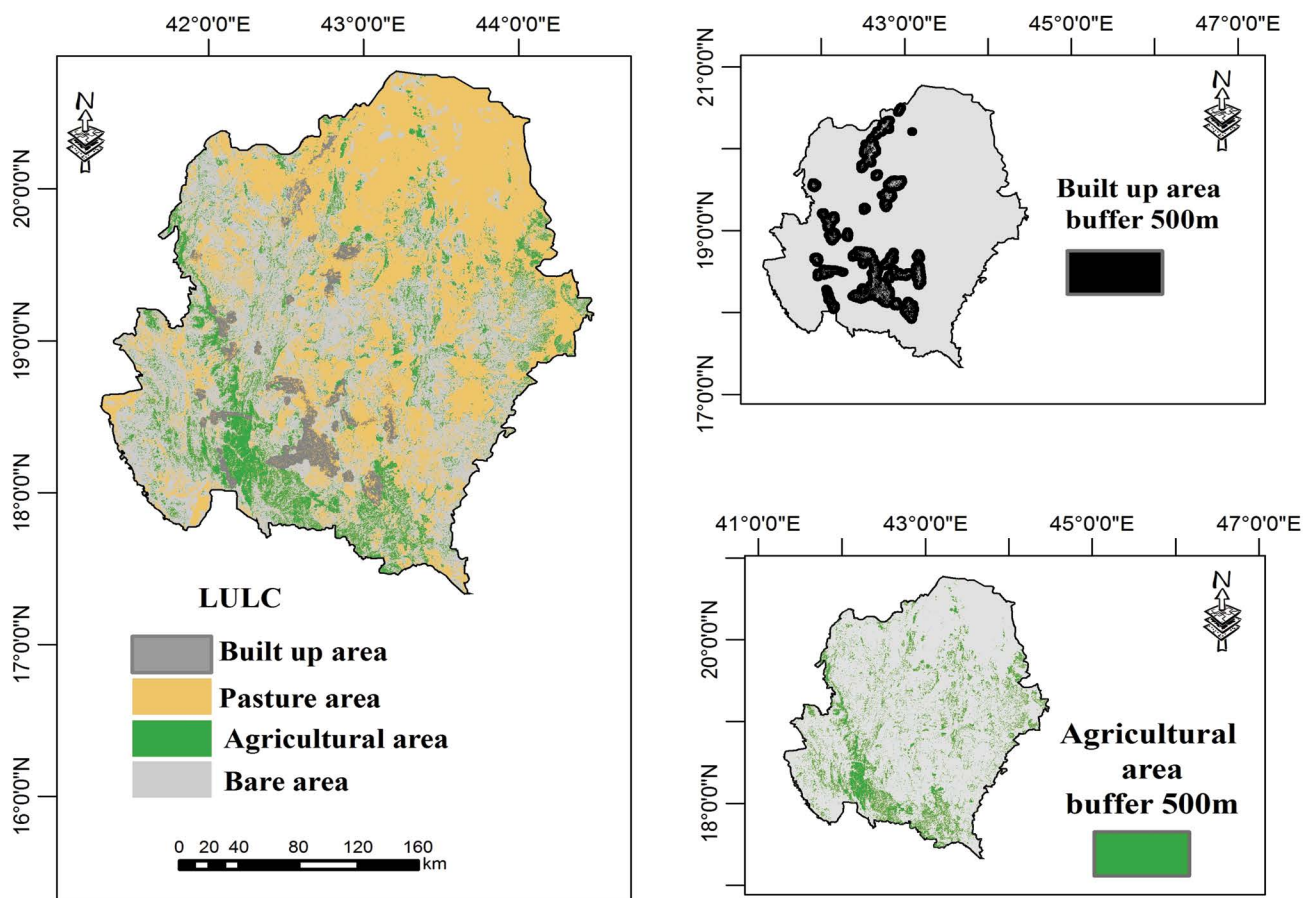 42°0'0"E 43°0'0"E 44°0'0"E
N
20°0'0"N
19°0'0"N
18°0'0"N
17°0'0"N
16°0'0"N
LULC
Built up area
Pasture area
Agricultural area
Bare area
0 20 40 80 120 160
km
43°0'0"E 45°0'0"E 47°0'0"E
21°0'0"N
19°0'0"N
17°0'0"N
N
Built up area
buffer 500m
41°0'0"E 43°0'0"E 45°0'0"E 47°0'0"E
20°0'0"N
18°0'0"N
N
Agricultural
area
buffer 500m